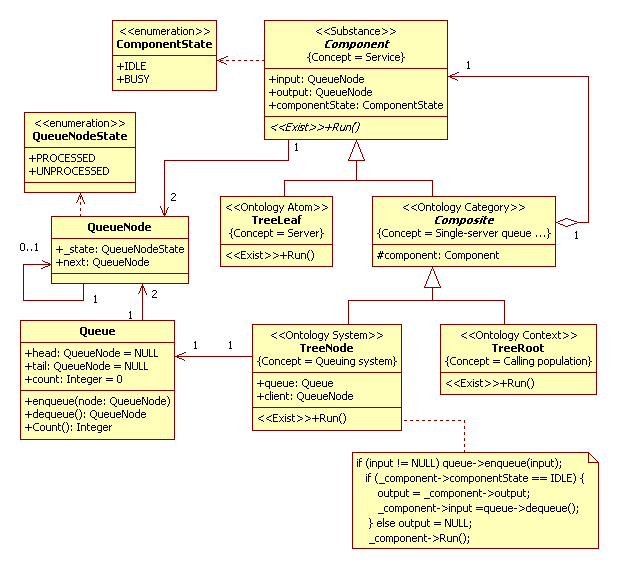 <<enumeration>>
ComponentState
+IDLE
+BUSY
<<Substance>>
Component
{Concept = Service}
+input: QueueNode
+output: QueueNode
+componentState: ComponentState
<<Exist>>+Run()
1
1
2
1
<<enumeration>>
QueueNodeState
+PROCESSED
+UNPROCESSED
<<Ontology Atom>>
TreeLeaf
{Concept = Server}
<<Exist>>+Run()
<<Ontology Category>>
Composite
{Concept = Single-server queue ...}
#component: Component
QueueNode
+_state: QueueNodeState
+next: QueueNode
0..1
1
2
1
Queue
+head: QueueNode = NULL
+tail: QueueNode = NULL
+count: Integer = 0
+enqueue(node: QueueNode)
+dequeue(): QueueNode
+Count(): Integer
1
1
<<Ontology System>>
TreeNode
{Concept = Queuing system}
+queue: Queue
+client: QueueNode
<<Exist>>+Run()
<<Ontology Context>>
TreeRoot
{Concept = Calling population}
<<Exist>>+Run()
if (input != NULL) queue->enqueue(input);
if (_component->componentState == IDLE) {
output = _component->output;
_component->input =queue->dequeue();
} else output = NULL;
_component->Run();